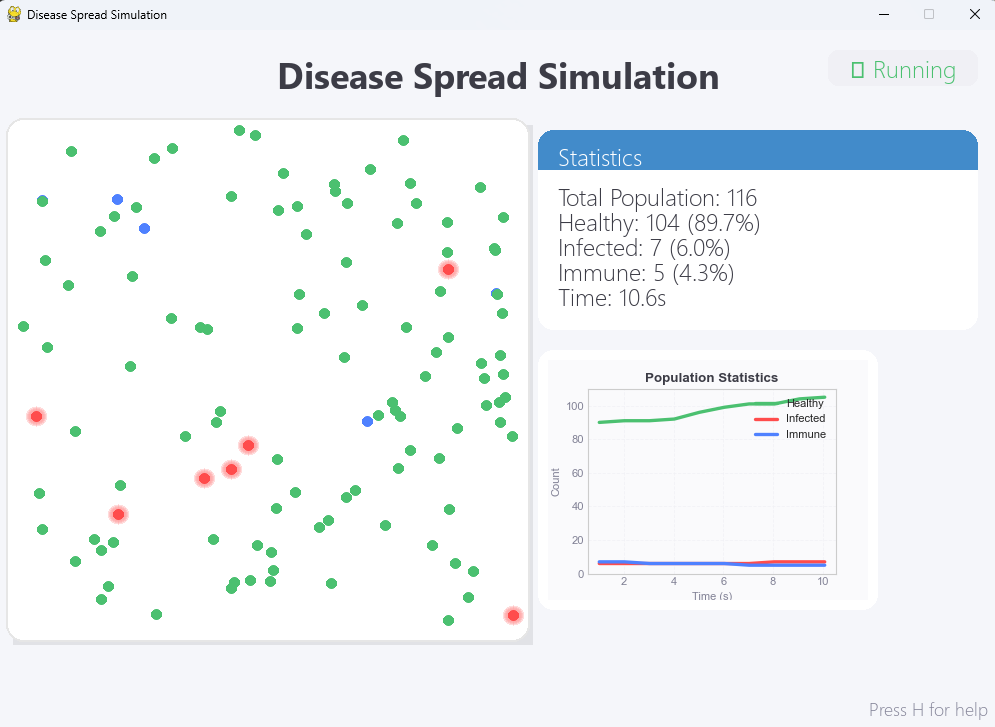 Disease Spread Simulation
Disease Spread Simulation
Running
Statistics
Total Population: 116
Healthy: 104 (89.7%)
Infected: 7 (6.0%)
Immune: 5 (4.3%)
Time: 10.6s
Population Statistics
Healthy
Infected
Immune
100
80
60
40
20
0
Count
2 4 6 8 10
Time (s)
Press H for help